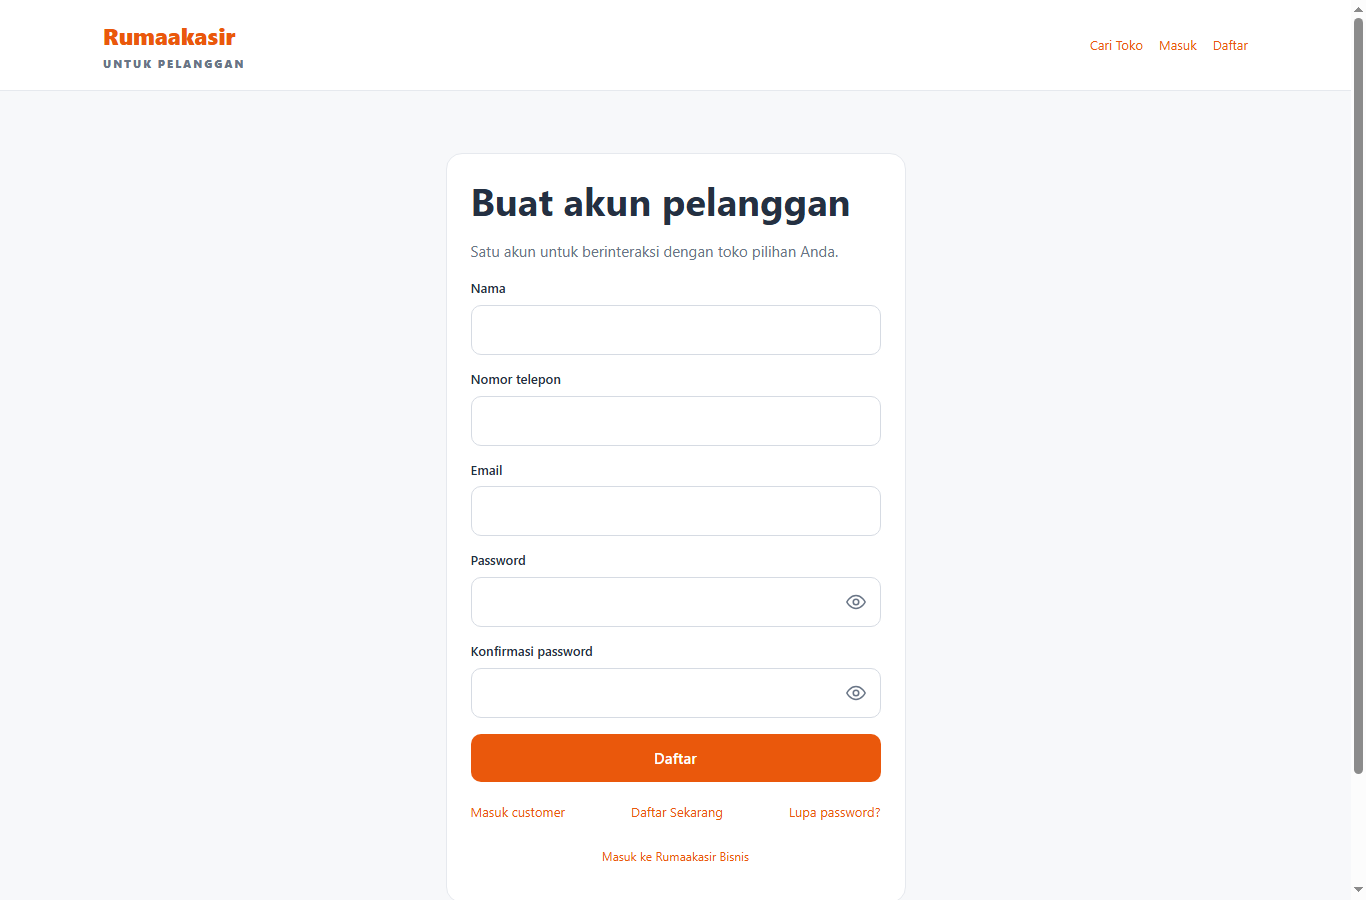 Rumaakasir
UNTUK PELANGGAN
Cari Toko Masuk Daftar
Buat akun pelanggan
Satu akun untuk berinteraksi dengan toko pilihan Anda.
Nama
Nomor telepon
Email
Password
Konfirmasi password
Daftar
Masuk customer Daftar Sekarang Lupa password?
Masuk ke Rumaakasir Bisnis